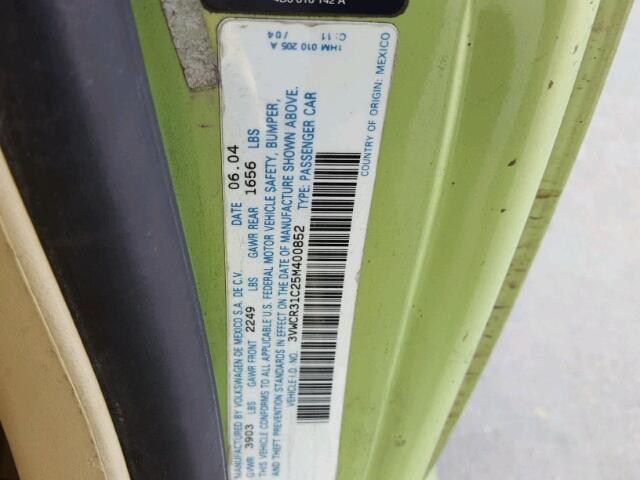 4B0 010 142 A
MANUFACTURED BY VOLKSWAGEN DE MEXICO S.A. DE C.V. DATE 06.04
GVWR 3903 LBS GAWR FRONT 2249 LBS GAWR REAR 1656 LBS
THIS VEHICLE CONFORMS TO ALL APPLICABLE U.S. FEDERAL MOTOR VEHICLE SAFETY, BUMPER,
AND THEFT PREVENTION STANDARDS IN EFFECT ON THE DATE OF MANUFACTURE SHOWN ABOVE.
VEHICLE I.D. NO. 3VWCR31C25M400852 TYPE: PASSENGER CAR
COUNTRY OF ORIGIN: MEXICO
1HM 010 205 A
/04 C: 11